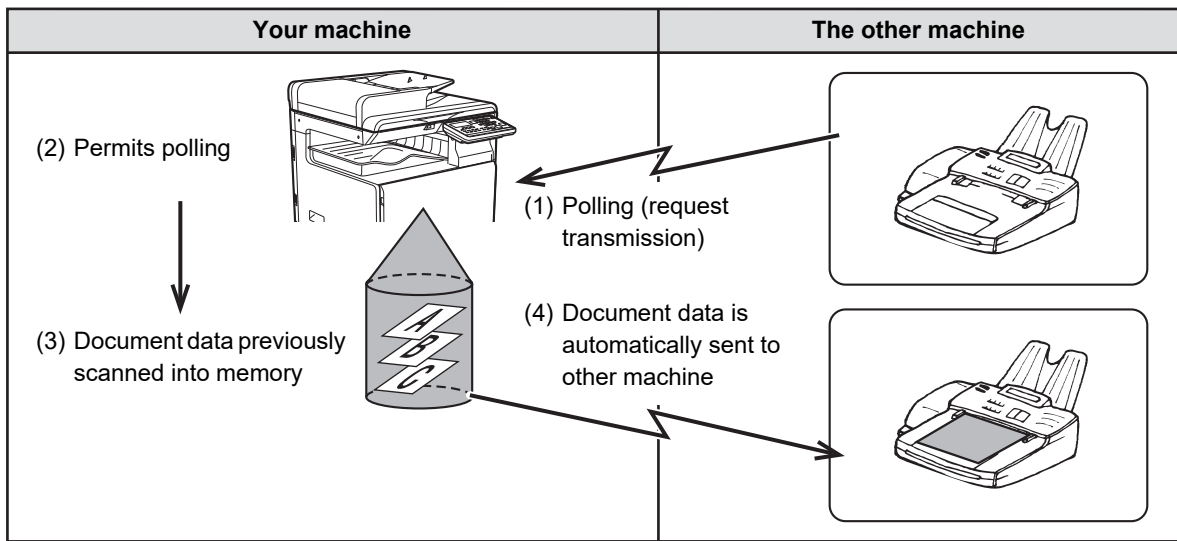 Your machine
The other machine
(2) Permits polling
(1) Polling (request
transmission)
(3) Document data previously
scanned into memory
(4) Document data is
automatically sent to
other machine
A
B
C